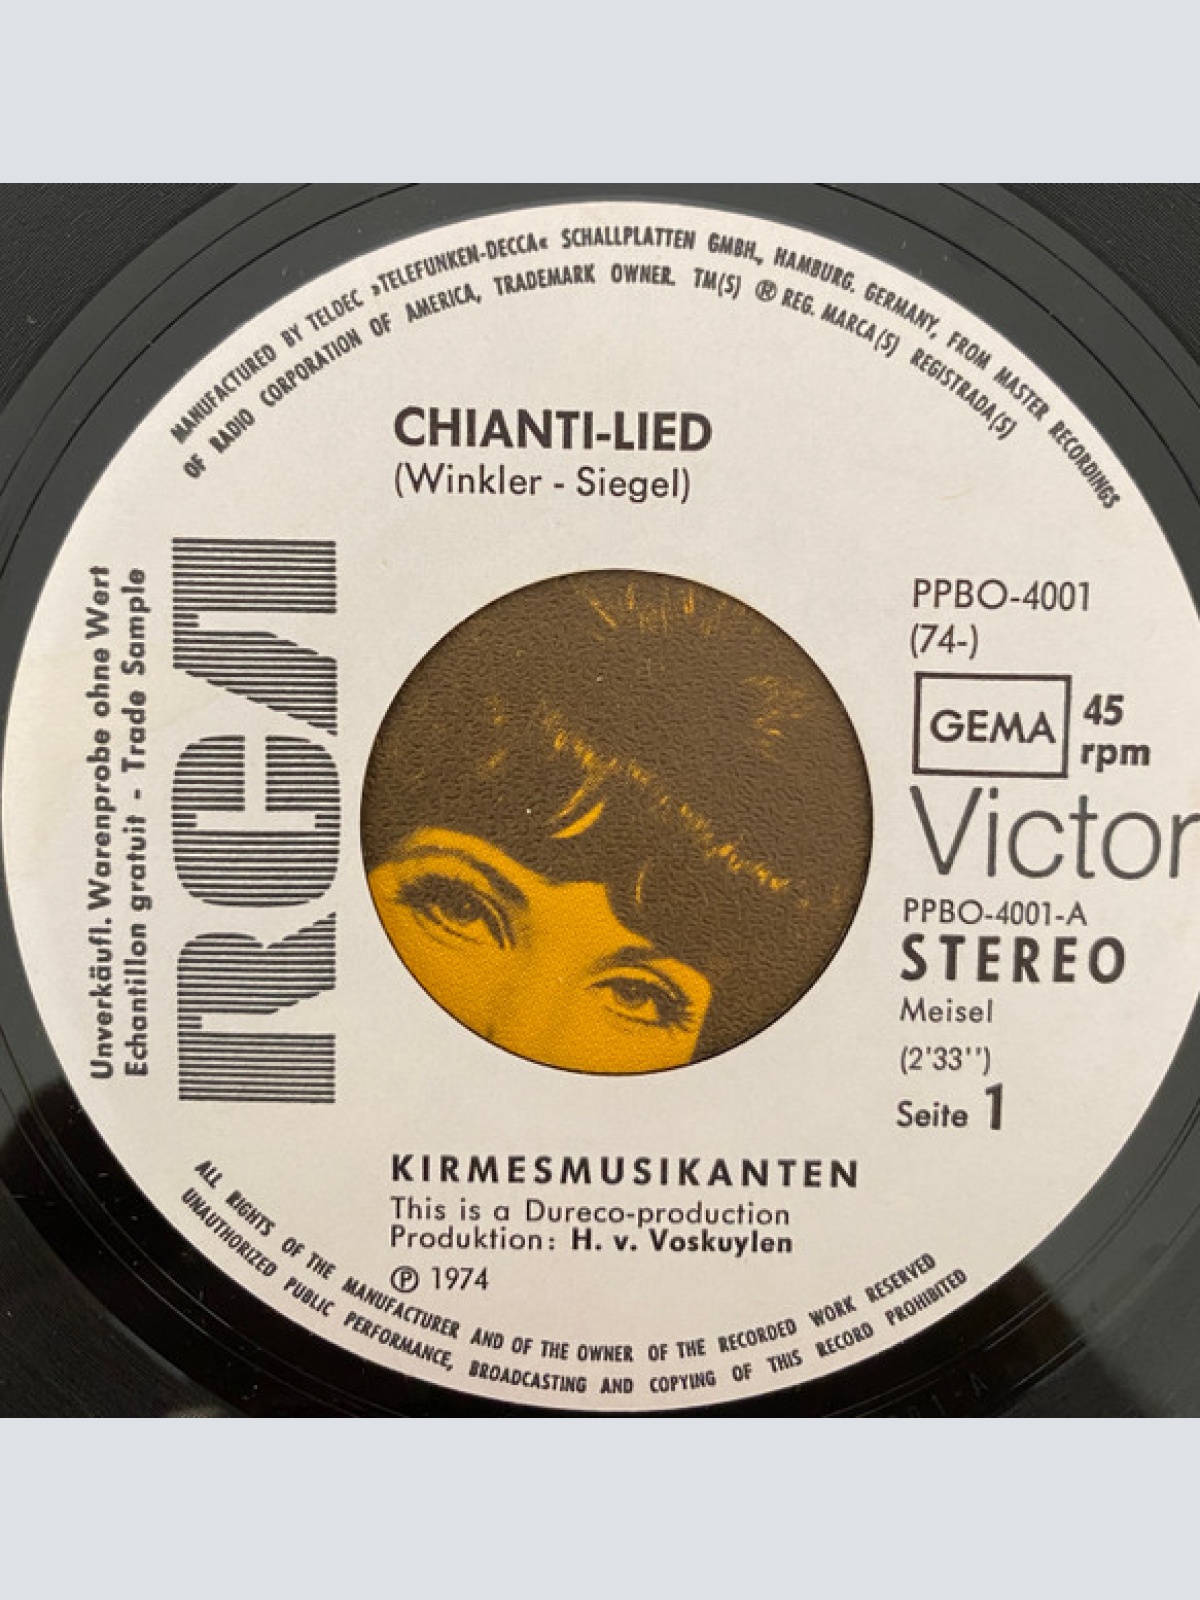 MANUFACTURED BY TELDEC »TELEFUNKEN-DECCA« SCHALLPLATTEN GMBH., HAMBURG. GERMANY, FROM MASTER RECORDINGS
OF RADIO CORPORATION OF AMERICA, TRADEMARK OWNER. TM(S) ® REG. MARCA(S) REGISTRADA(S)
CHIANTI-LIED
(Winkler - Siegel)
Unverkäufl. Warenprobe ohne Wert
Echantillon gratuit - Trade Sample
RCA
PPBO-4001
(74-)
GEMA
45
rpm
Victor
PPBO-4001-A
STEREO
Meisel
(2'33'')
Seite 1
KIRMESMUSIKANTEN
This is a Dureco-production
Produktion: H. v. Voskuylen
℗ 1974
ALL RIGHTS OF THE MANUFACTURER AND OF THE OWNER OF THE RECORDED WORK RESERVED
UNAUTHORIZED PUBLIC PERFORMANCE, BROADCASTING AND COPYING OF THIS RECORD PROHIBITED